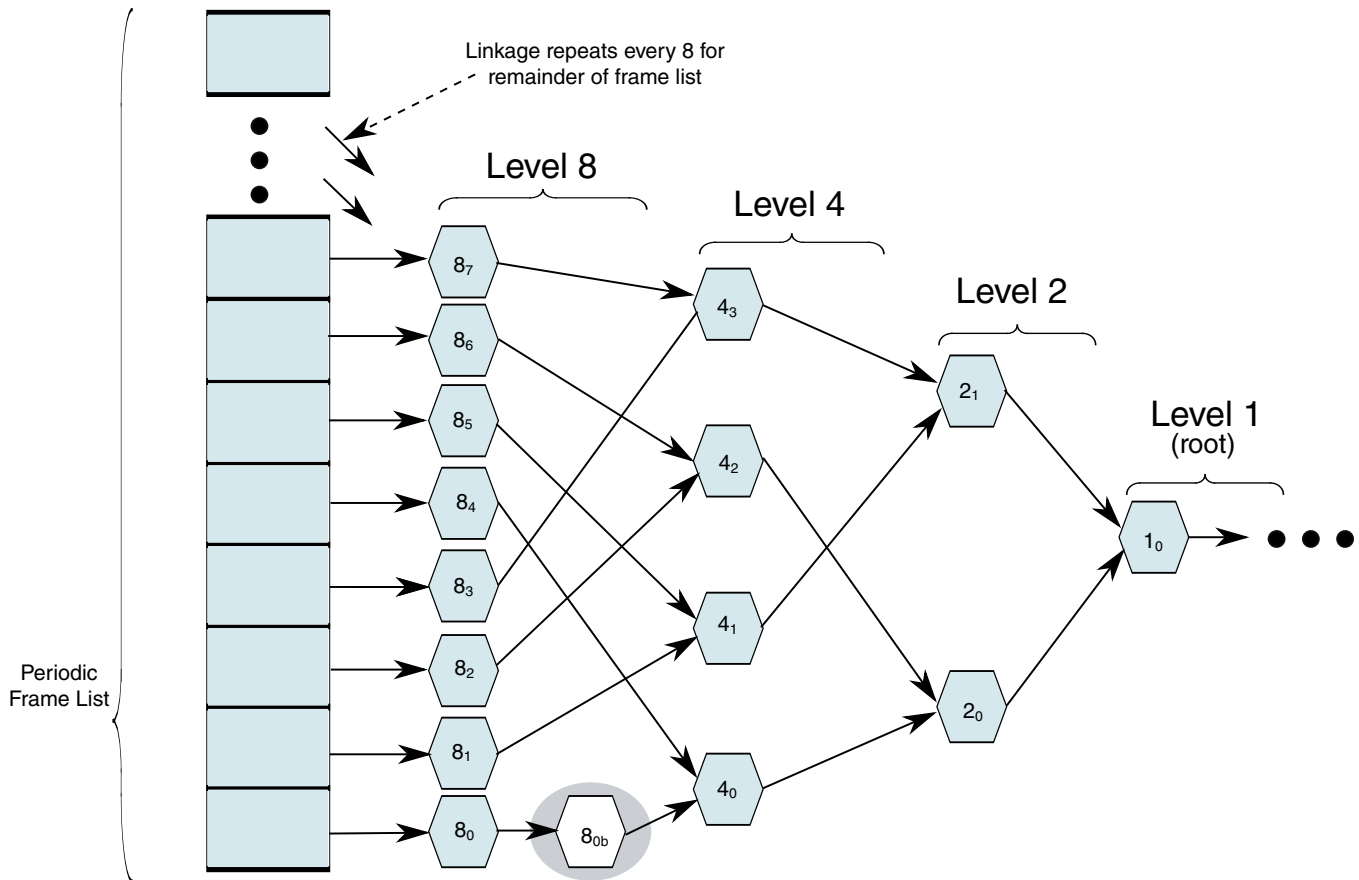 Linkage repeats every 8 for
remainder of frame list
Level 8
Level 4
Level 2
Level 1
(root)
8₇
8₆
8₅
8₄
8₃
8₂
8₁
8₀
8₀b
4₃
4₂
4₁
4₀
2₁
2₀
1₀
Periodic
Frame List